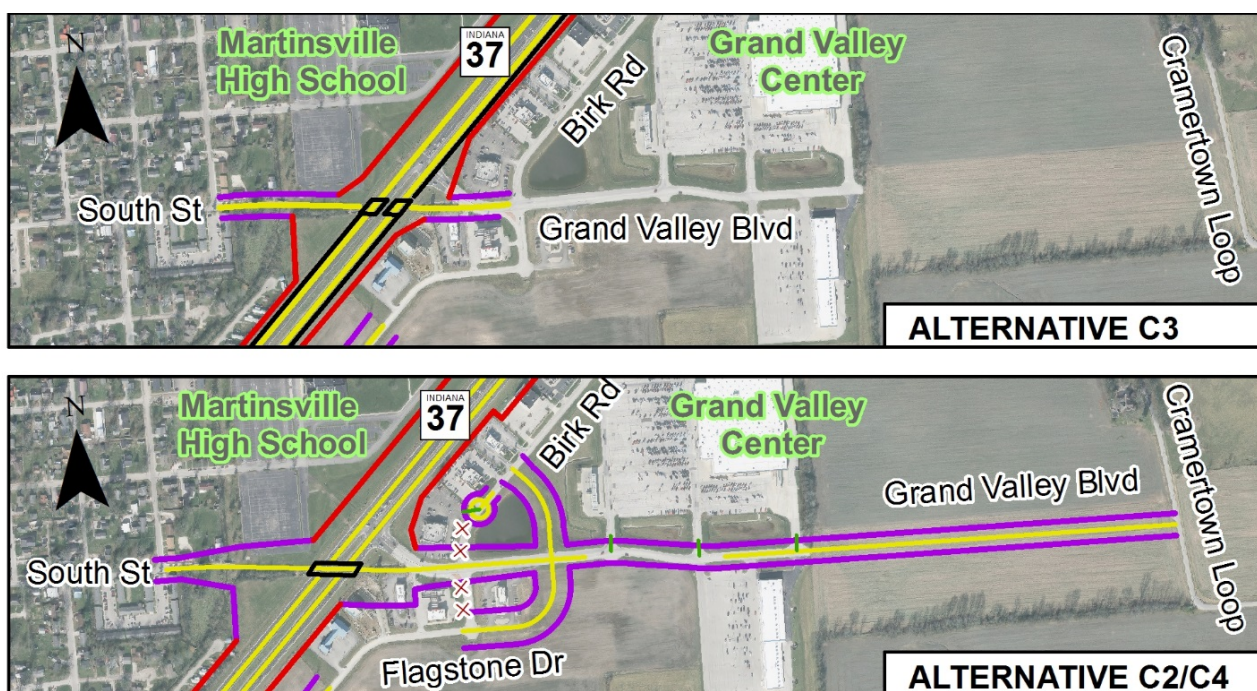 N
Martinsville
High School
INDIANA
37
Birk Rd
Grand Valley
Center
Cramertown
Loop
South St
Grand Valley Blvd
ALTERNATIVE C3
N
Martinsville
High School
INDIANA
37
Birk Rd
Grand Valley
Center
Grand Valley Blvd
Cramertown
Loop
South St
Flagstone Dr
ALTERNATIVE C2/C4